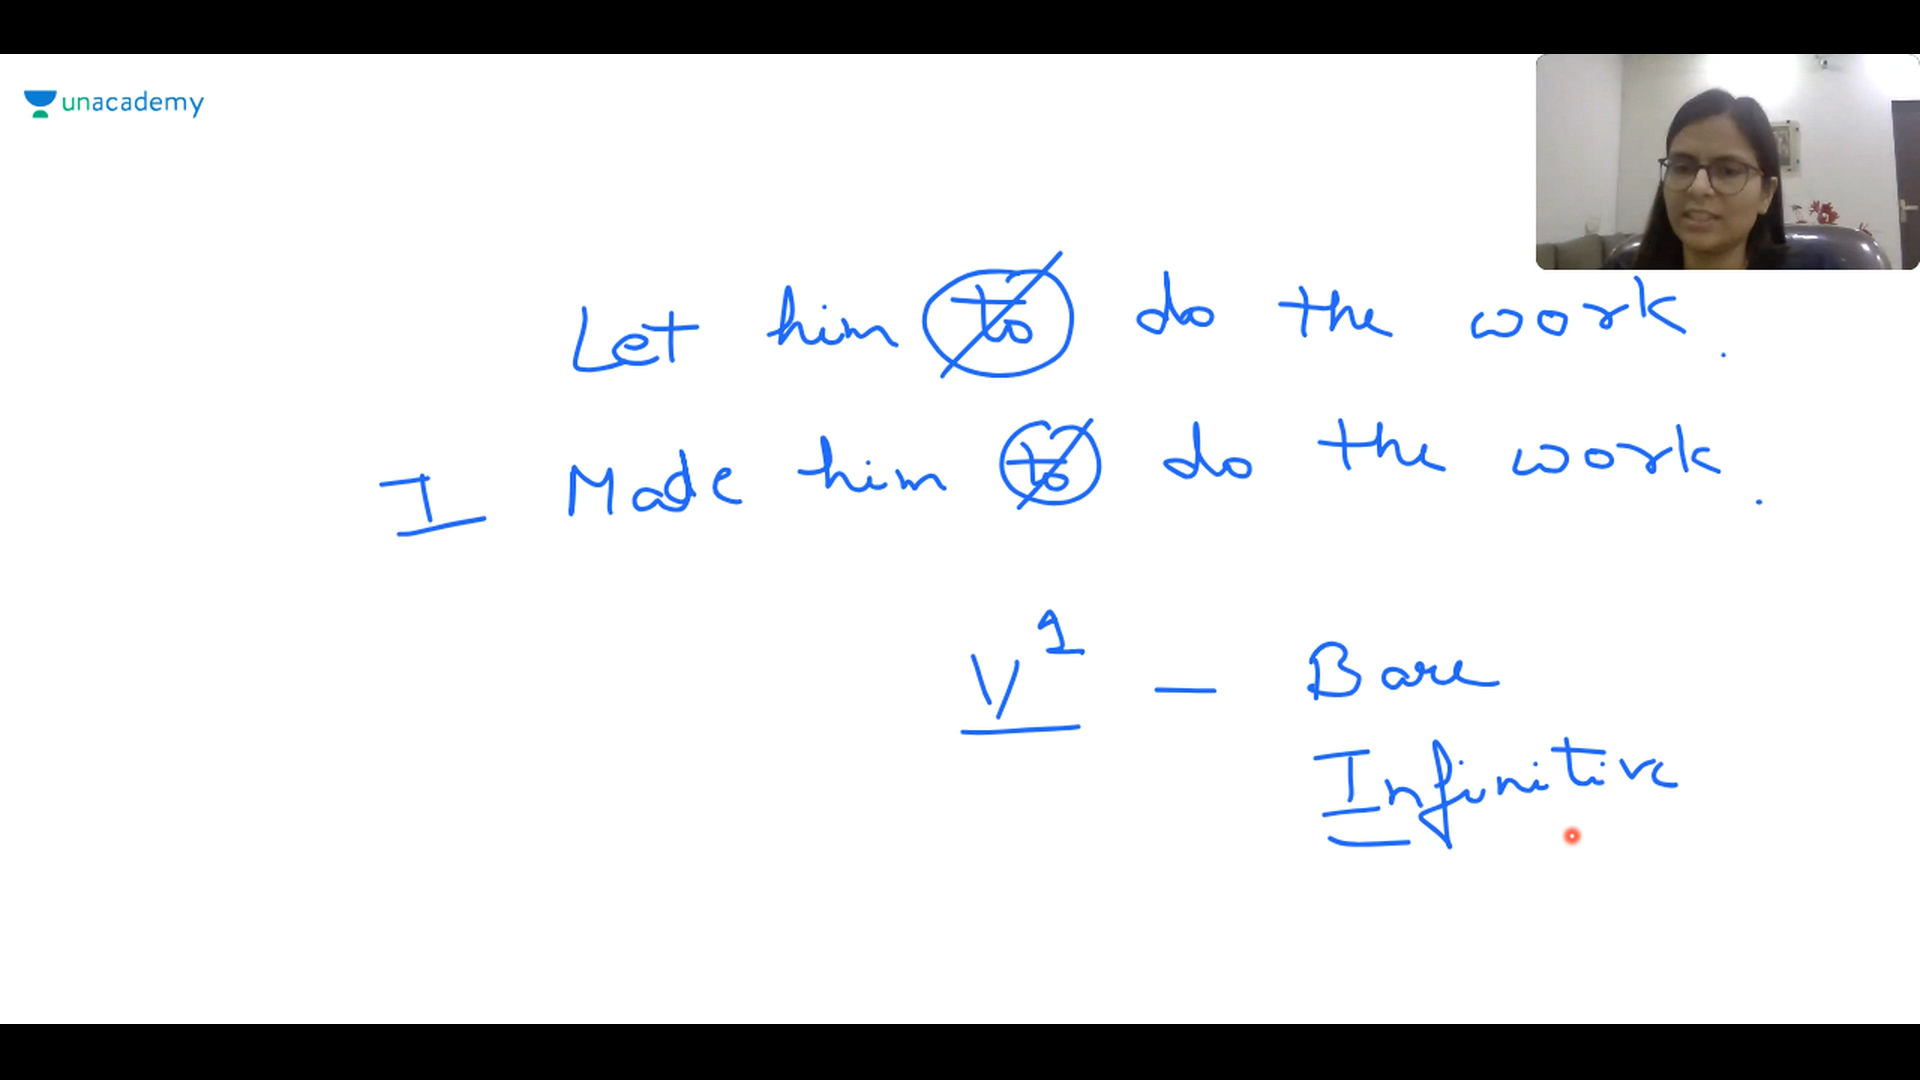 unacademy
Let him to do the work.
I Made him to do the work.
V1 - Bare
Infinitive